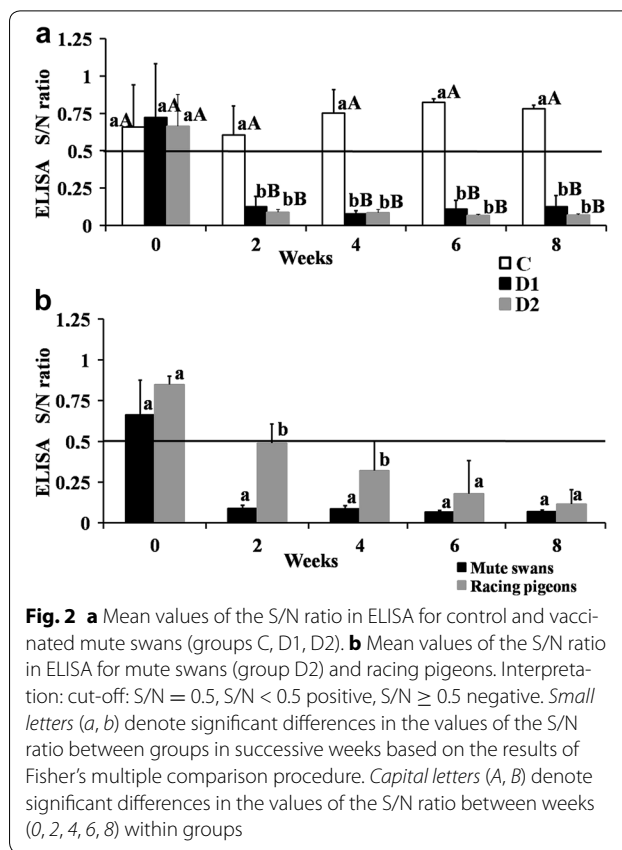 a
1.25
1
0.75
0.5
0.25
0
ELISA S/N ratio
aA aA aA
aA bB bB
aA bB bB
aA bB bB
aA bB bB
0 2 4 6 8
Weeks
C
D1
D2
b
1.25
1
0.75
0.5
0.25
0
ELISA S/N ratio
a a
a b
a b
a a
a a
0 2 4 6 8
Weeks
Mute swans
Racing pigeons
Fig. 2 a Mean values of the S/N ratio in ELISA for control and vacci-
nated mute swans (groups C, D1, D2). b Mean values of the S/N ratio
in ELISA for mute swans (group D2) and racing pigeons. Interpreta-
tion: cut-off: S/N = 0.5, S/N < 0.5 positive, S/N ≥ 0.5 negative. Small
letters (a, b) denote significant differences in the values of the S/N
ratio between groups in successive weeks based on the results of
Fisher's multiple comparison procedure. Capital letters (A, B) denote
significant differences in the values of the S/N ratio between weeks
(0, 2, 4, 6, 8) within groups